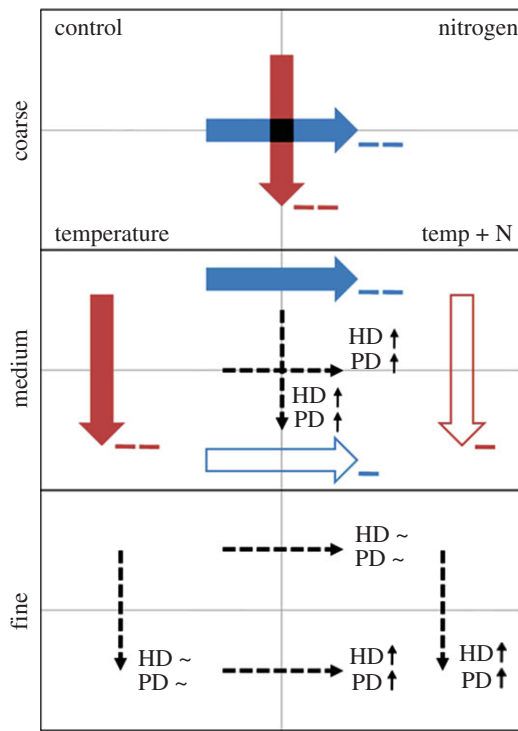 control nitrogen
coarse
temperature temp + N
medium
HD ↑
PD ↑
HD ↑
PD ↑
fine
HD ~
PD ~
HD ~
PD ~
HD ↑
PD ↑
HD ↑
PD ↑